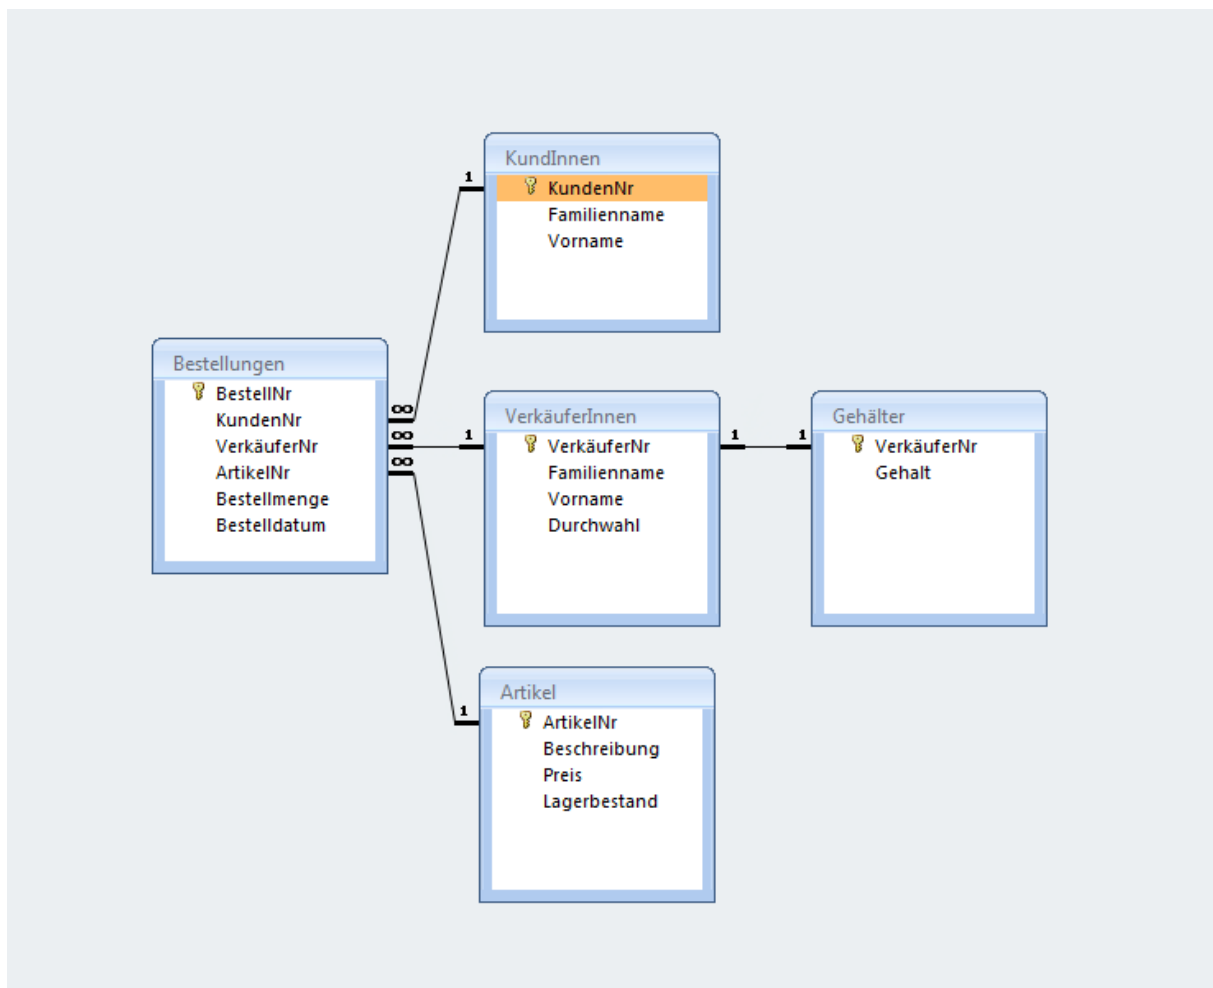 KundInnen
1
KundenNr
Familienname
Vorname
Bestellungen
BestellNr
KundenNr
VerkäuferNr
ArtikelNr
Bestellmenge
Bestelldatum
∞
∞
∞
1
VerkäuferInnen
VerkäuferNr
Familienname
Vorname
Durchwahl
1
1
Gehälter
VerkäuferNr
Gehalt
1
Artikel
ArtikelNr
Beschreibung
Preis
Lagerbestand